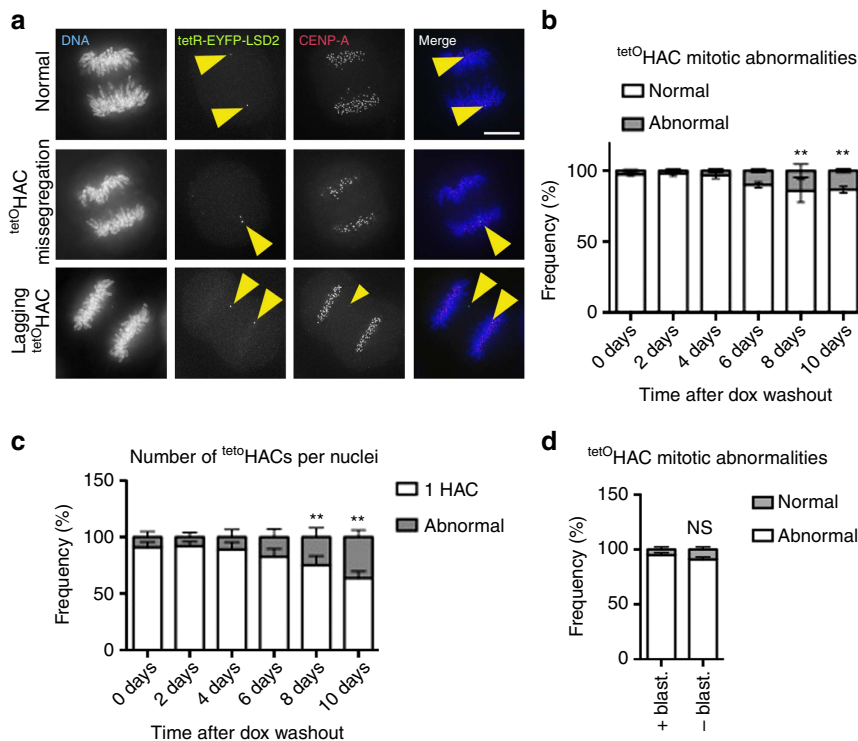 a
DNA
tetR-EYFP-LSD2
CENP-A
Merge
Normal
tetOHAC missegregation
Lagging tetOHAC
b
tetOHAC mitotic abnormalities
Normal
Abnormal
** **
150
100
50
0
Frequency (%)
0 days
2 days
4 days
6 days
8 days
10 days
Time after dox washout
c
Number of tetoHACs per nuclei
1 HAC
Abnormal
** **
150
100
50
0
Frequency (%)
0 days
2 days
4 days
6 days
8 days
10 days
Time after dox washout
d
tetOHAC mitotic abnormalities
Normal
Abnormal
NS
150
100
50
0
Frequency (%)
+ blast.
– blast.